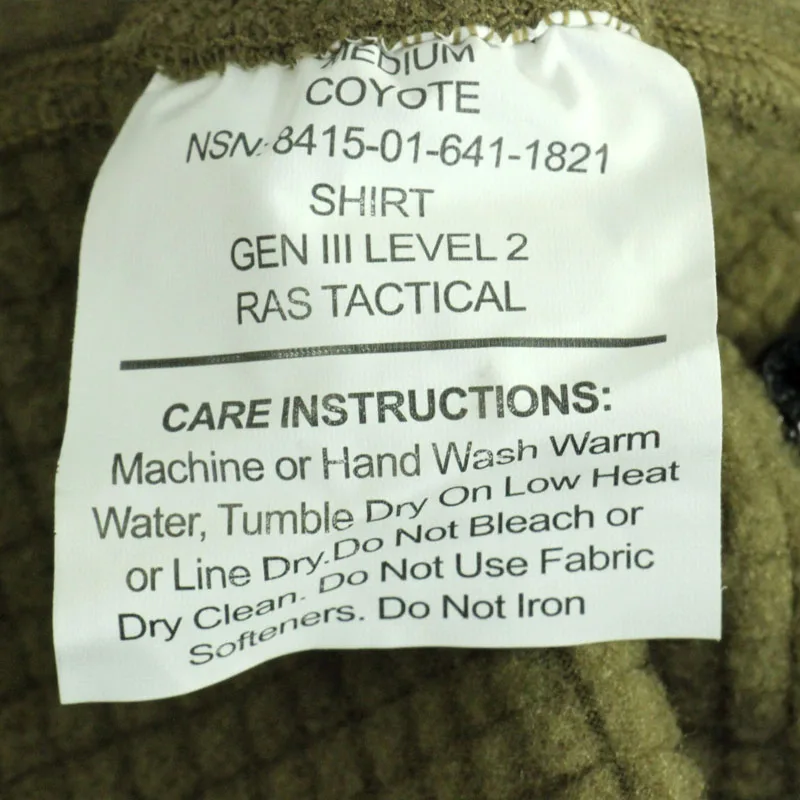 MEDIUM
COYOTE
NSN: 8415-01-641-1821
SHIRT
GEN III LEVEL 2
RAS TACTICAL
CARE INSTRUCTIONS:
Machine or Hand Wash Warm
Water, Tumble Dry On Low Heat
or Line Dry. Do Not Bleach or
Dry Clean. Do Not Use Fabric
Softeners. Do Not Iron